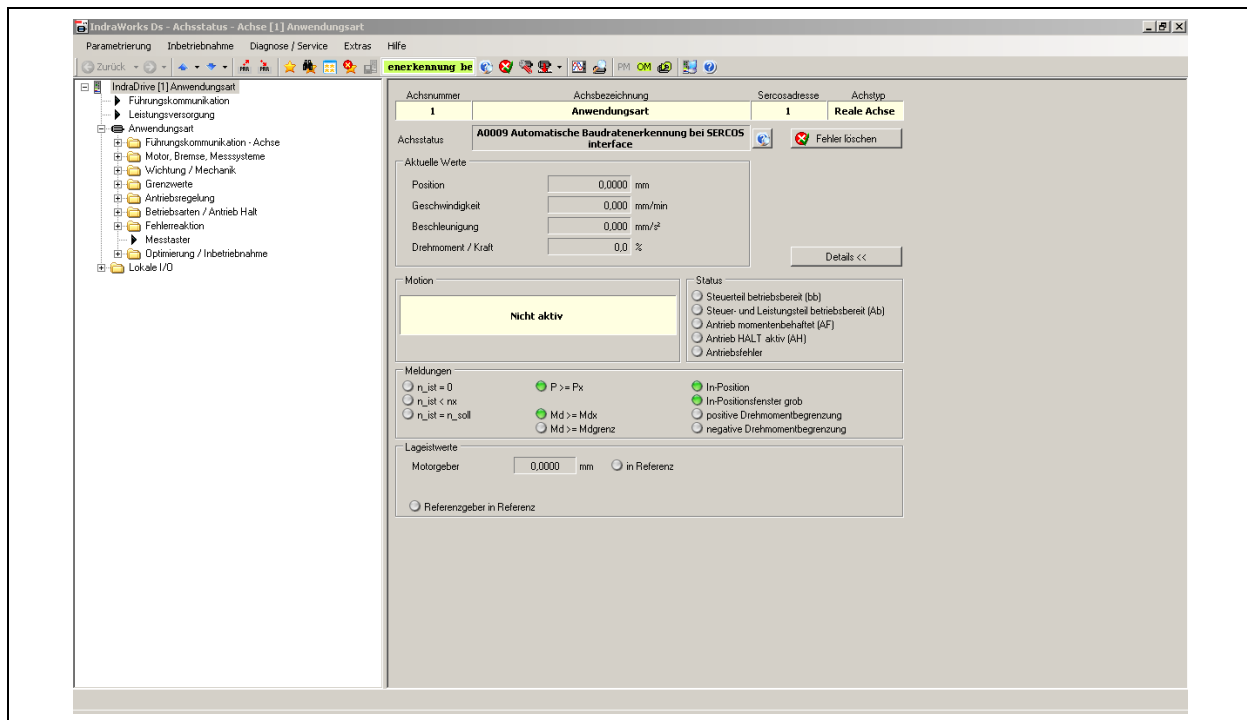 IndraWorks Ds - Achsstatus - Achse [1] Anwendungsart
Parametrierung Inbetriebnahme Diagnose / Service Extras Hilfe
Zurück enerkennung be PM OM
IndraDrive [1] Anwendungsart
Führungskommunikation
Leistungsversorgung
Anwendungsart
Führungskommunikation - Achse
Motor, Bremse, Messsysteme
Wichtung / Mechanik
Grenzwerte
Antriebsregelung
Betriebsarten / Antrieb Halt
Fehlerreaktion
Messtaster
Optimierung / Inbetriebnahme
Lokale I/O
Achsnummer Achsbezeichnung Sercosadresse Achstyp
1 Anwendungsart 1 Reale Achse
Achsstatus
A0009 Automatische Baudratenerkennung bei SERCOS
interface
Fehler löschen
Aktuelle Werte
Position 0,0000 mm
Geschwindigkeit 0,000 mm/min
Beschleunigung 0,000 mm/s²
Drehmoment / Kraft 0,0 %
Details <<
Motion
Nicht aktiv
Status
Steuerteil betriebsbereit (bb)
Steuer- und Leistungsteil betriebsbereit (Ab)
Antrieb momentenbehaftet (AF)
Antrieb HALT aktiv (AH)
Antriebsfehler
Meldungen
n_ist = 0 P >= Px In-Position
n_ist < nx In-Positionsfenster grob
n_ist = n_soll Md >= Mdx positive Drehmomentbegrenzung
Md >= Mdgrenz negative Drehmomentbegrenzung
Lageistwerte
Motorgeber 0,0000 mm in Referenz
Referenzgeber in Referenz